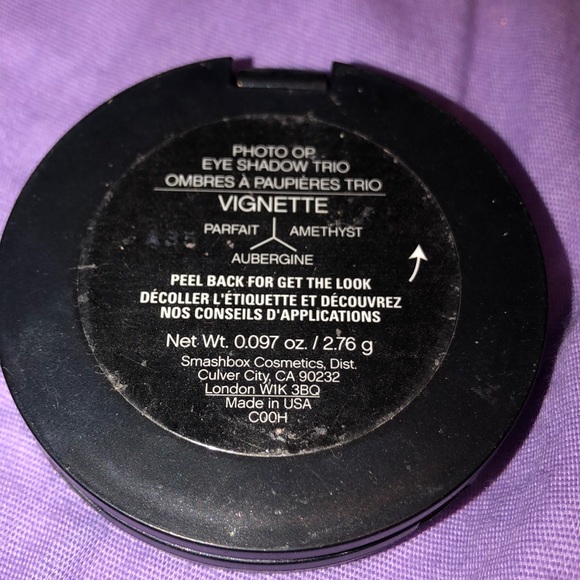 PHOTO OP
EYE SHADOW TRIO
OMBRES À PAUPIÈRES TRIO
VIGNETTE
PARFAIT AMETHYST
AUBERGINE
PEEL BACK FOR GET THE LOOK
DÉCOLLER L'ÉTIQUETTE ET DÉCOUVREZ
NOS CONSEILS D'APPLICATIONS
Net Wt. 0.097 oz. / 2.76 g
Smashbox Cosmetics, Dist.
Culver City, CA 90232
London W1K 3BQ
Made in USA
C00H